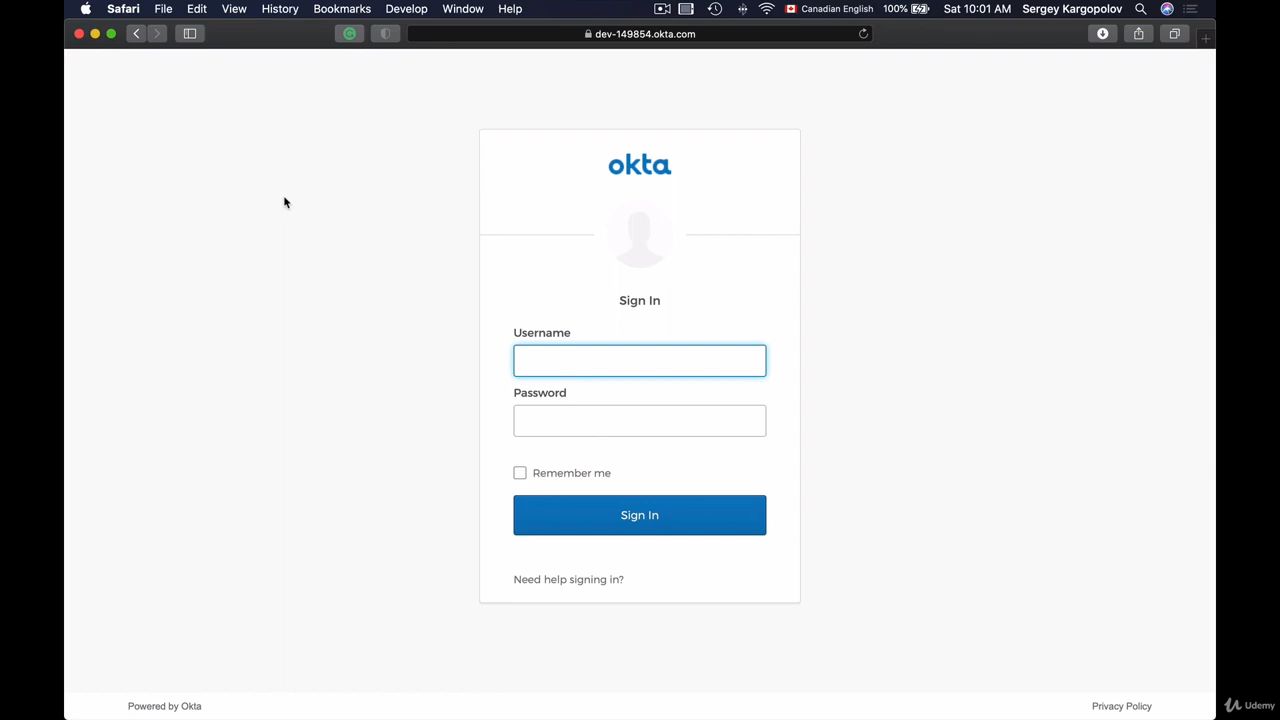 Safari File Edit View History Bookmarks Develop Window Help Canadian English 100% Sat 10:01 AM Sergey Kargopolov
dev-149854.okta.com
okta
Sign In
Username
Password
Remember me
Sign In
Need help signing in?
Powered by Okta
Privacy Policy
Udemy